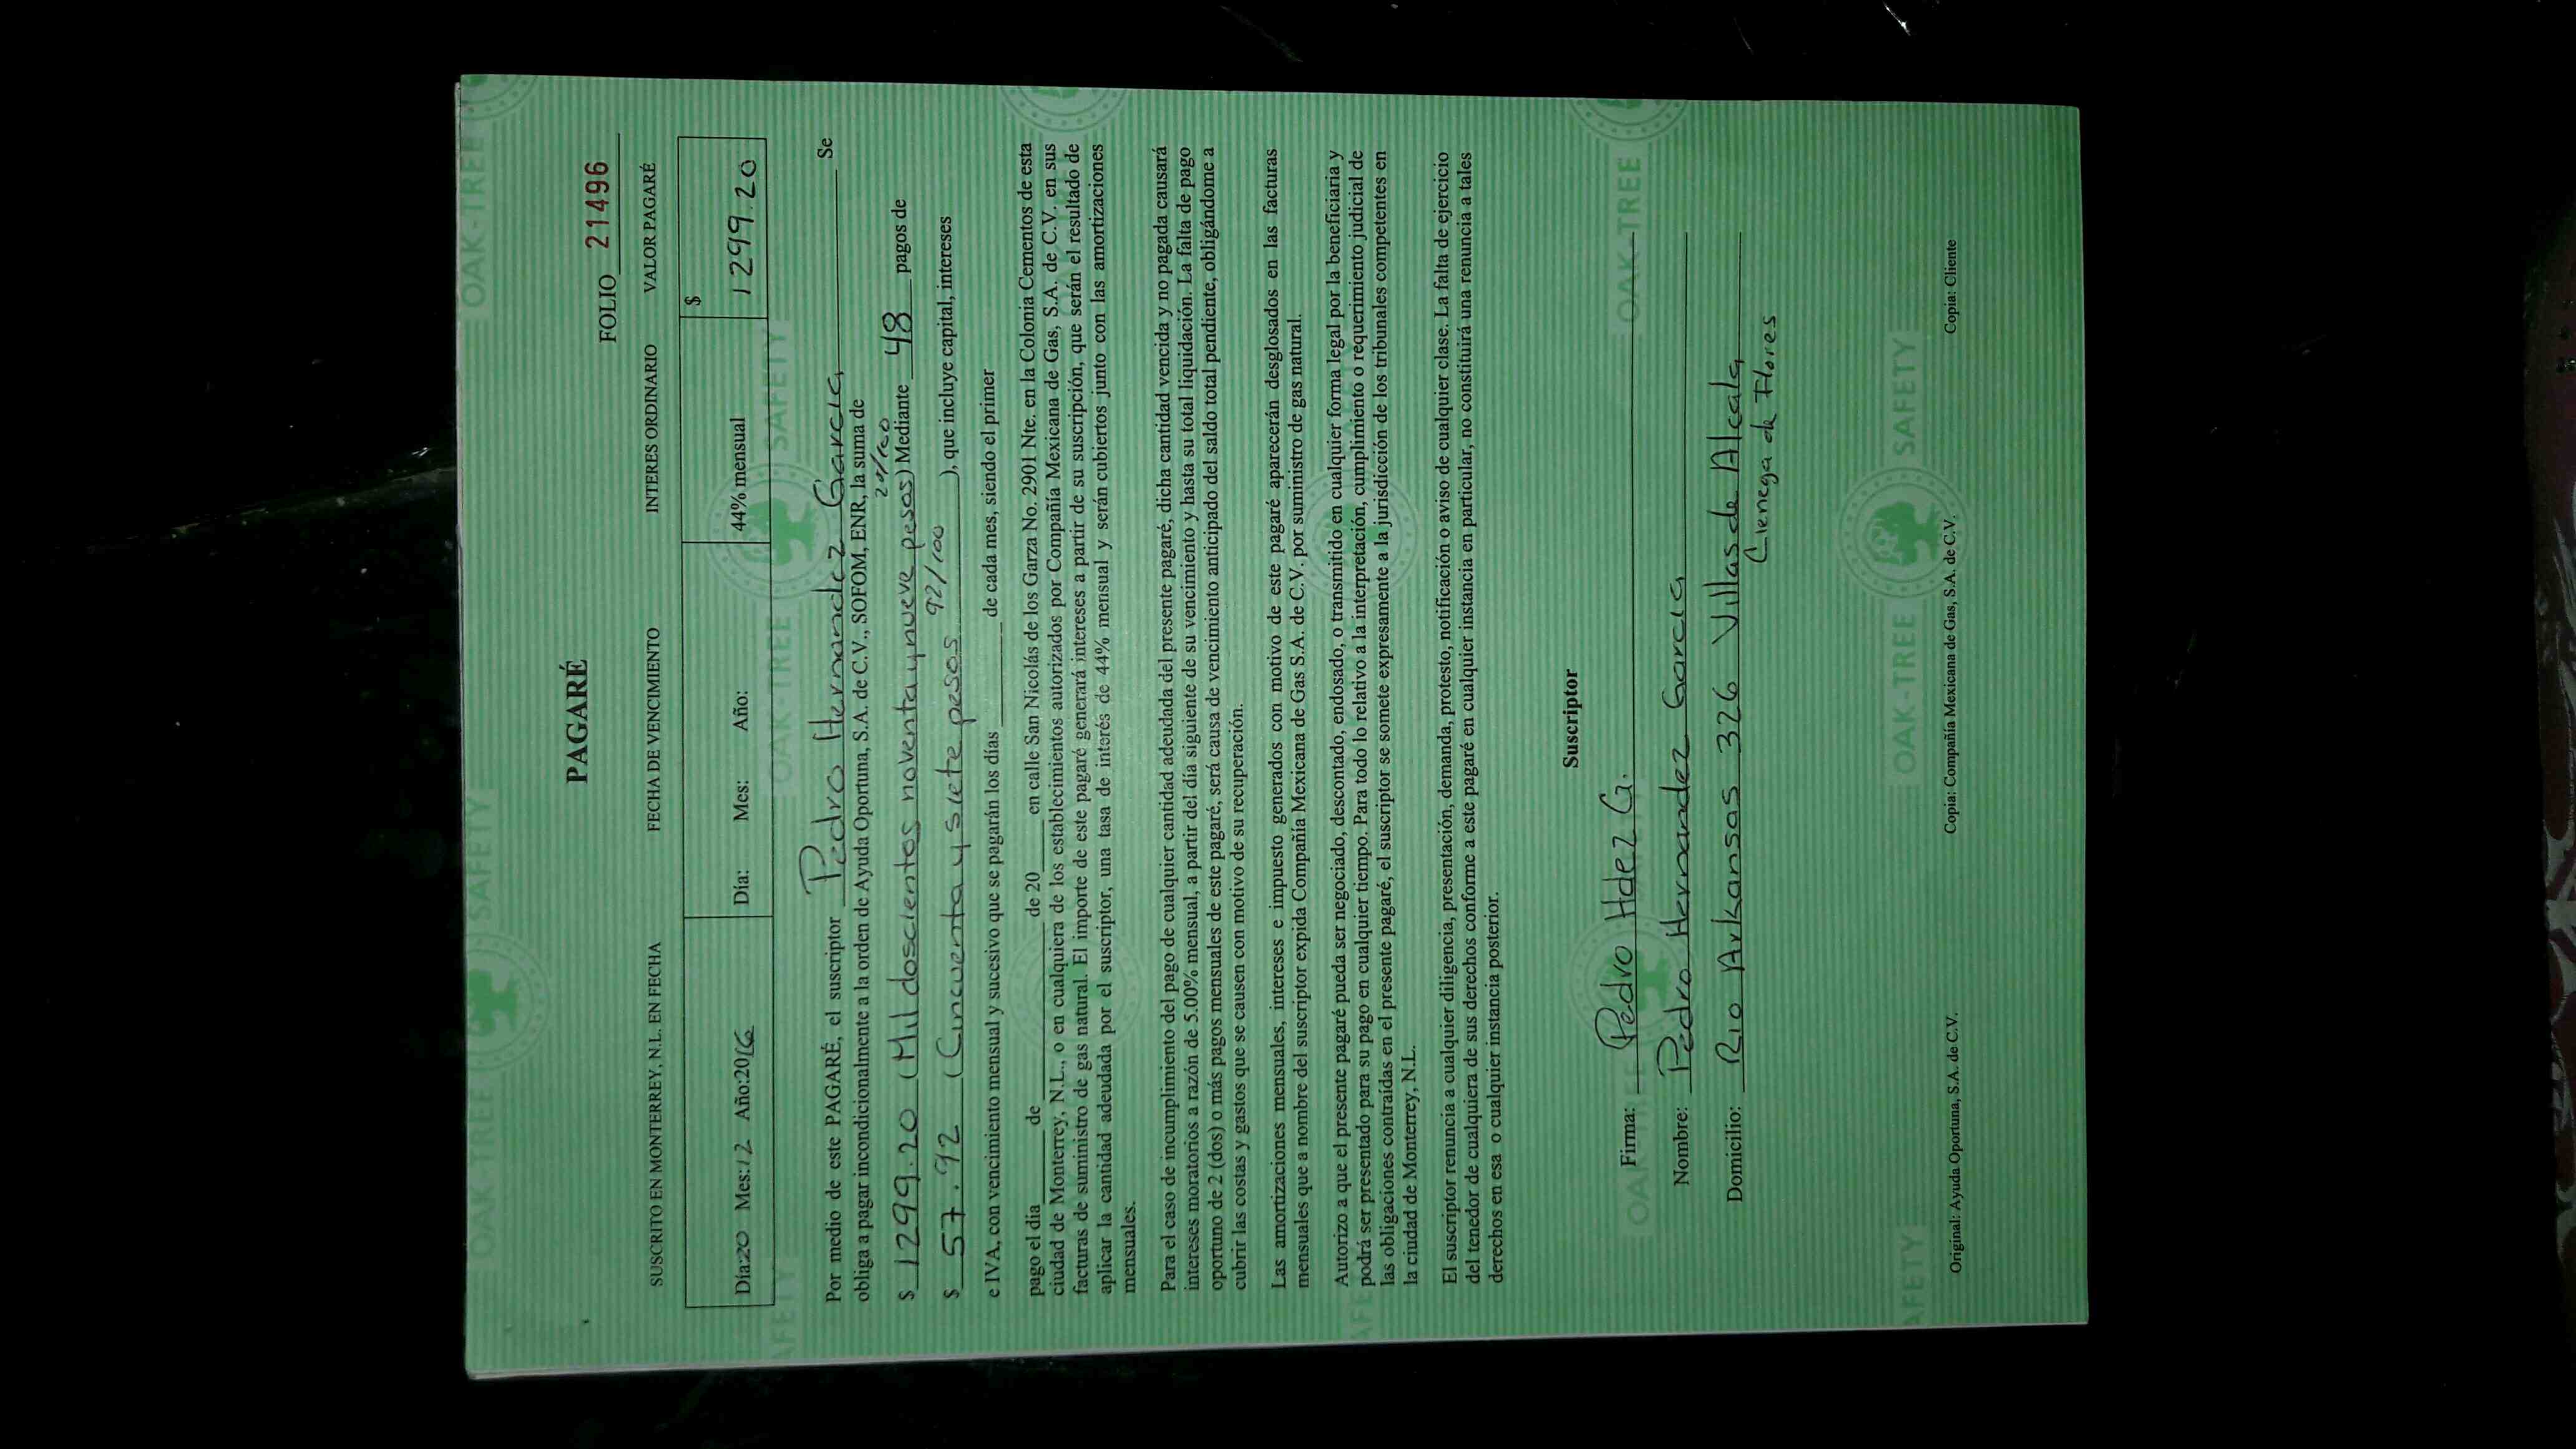 PAGARÉ
FOLIO 211496
SUSCRITO EN MONTERREY, N.L. EN FECHA FECHA DE VENCIMIENTO INTERES ORDINARIO VALOR PAGARÉ
Día:20 Mes:12 Año:2016 Día: Mes: Año: 44% mensual $ 1299.20
Por medio de este PAGARÉ, el suscriptor Pedro Hernandez Garcia Se
obliga a pagar incondicionalmente a la orden de Ayuda Oportuna, S.A. de C.V., SOFOM, ENR, la suma de
$ 1299.20 (Mil doscientos noventa y nueve pesos 20/100) Mediante 48 pagos de
$ 57.92 (Cincuenta y siete pesos 92/100), que incluye capital, intereses
e IVA, con vencimiento mensual y sucesivo que se pagarán los días ______ de cada mes, siendo el primer
pago el día ______ de ______ de 20____ en calle San Nicolás de los Garza No. 2901 Nte. en la Colonia Cementos de esta
ciudad de Monterrey, N.L., o en cualquiera de los establecimientos autorizados por Compañía Mexicana de Gas, S.A. de C.V. en sus
facturas de suministro de gas natural. El importe de este pagaré generará intereses a partir de su suscripción, que serán el resultado de
aplicar la cantidad adeudada por el suscriptor, una tasa de interés de 44% mensual y serán cubiertos junto con las amortizaciones
mensuales.
Para el caso de incumplimiento del pago de cualquier cantidad adeudada del presente pagaré, dicha cantidad vencida y no pagada causará
intereses moratorios a razón de 5.00% mensual, a partir del día siguiente de su vencimiento y hasta su total liquidación. La falta de pago
oportuno de 2 (dos) o más pagos mensuales de este pagaré, será causa de vencimiento anticipado del saldo total pendiente, obligándome a
cubrir las costas y gastos que se causen con motivo de su recuperación.
Las amortizaciones mensuales, intereses e impuesto generados con motivo de este pagaré aparecerán desglosados en las facturas
mensuales que a nombre del suscriptor expida Compañía Mexicana de Gas S.A. de C.V. por suministro de gas natural.
Autorizo a que el presente pagaré pueda ser negociado, descontado, endosado, o transmitido en cualquier forma legal por la beneficiaria y
podrá ser presentado para su pago en cualquier tiempo. Para todo lo relativo a la interpretación, cumplimiento o requerimiento judicial de
las obligaciones contraídas en el presente pagaré, el suscriptor se somete expresamente a la jurisdicción de los tribunales competentes en
la ciudad de Monterrey, N.L.
El suscriptor renuncia a cualquier diligencia, presentación, demanda, protesto, notificación o aviso de cualquier clase. La falta de ejercicio
del tenedor de cualquiera de sus derechos conforme a este pagaré en cualquier instancia en particular, no constituirá una renuncia a tales
derechos en esa o cualquier instancia posterior.
Suscriptor
Firma: Pedro Hdez G.
Nombre: Pedro Hernandez Garcia
Domicilio: Rio Arkansas 326 Villas de Alcala
Cienega de Flores
Original: Ayuda Oportuna, S.A. de C.V. Copia: Compañía Mexicana de Gas, S.A. de C.V. Copia: Cliente